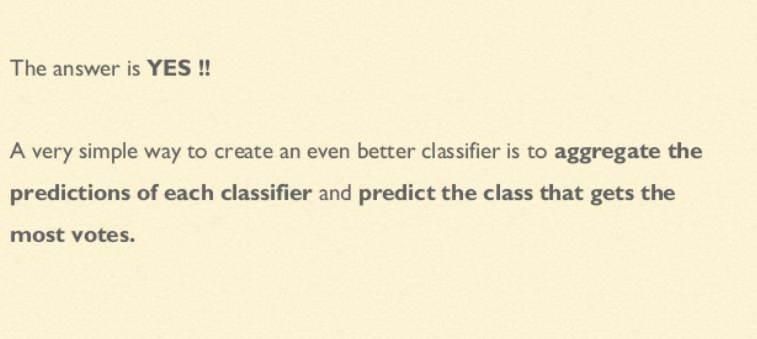 The answer is YES !!
A very simple way to create an even better classifier is to aggregate the
predictions of each classifier and predict the class that gets the
most votes.